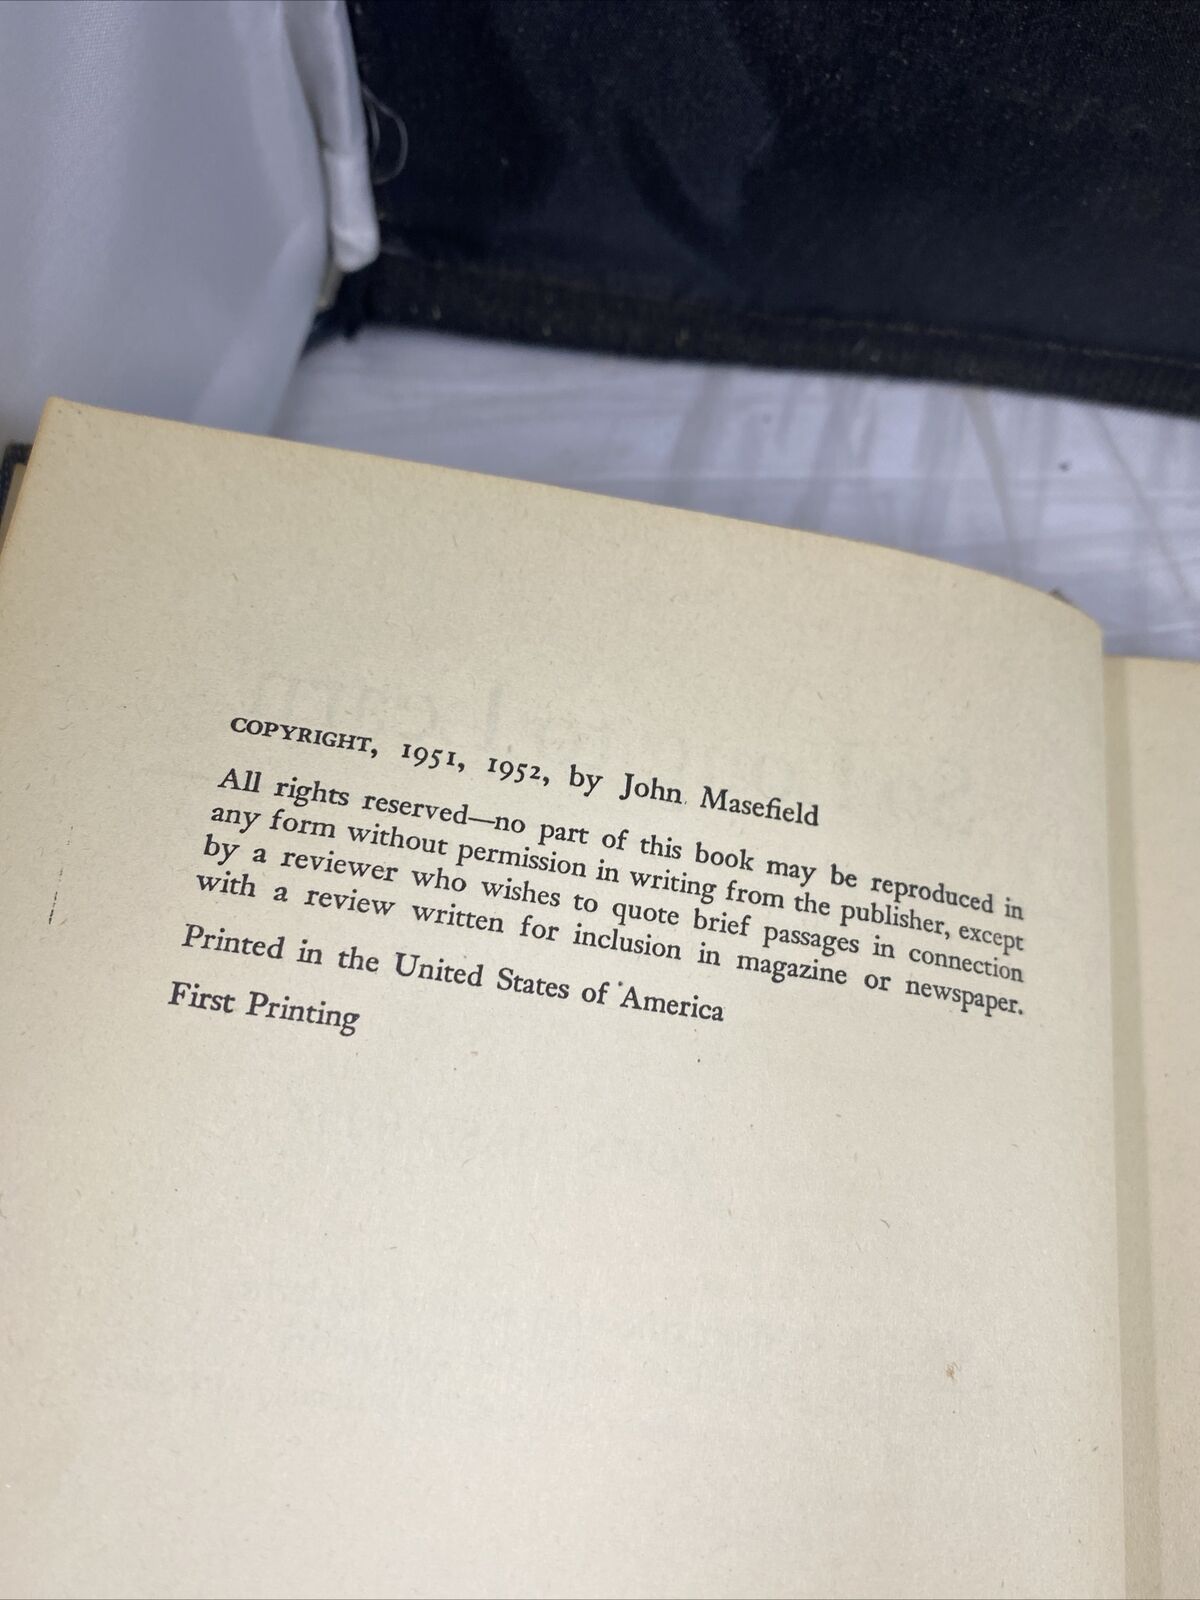 COPYRIGHT, 1951, 1952, by John Masefield
All rights reserved—no part of this book may be reproduced in
any form without permission in writing from the publisher, except
by a reviewer who wishes to quote brief passages in connection
with a review written for inclusion in magazine or newspaper.
Printed in the United States of America
First Printing